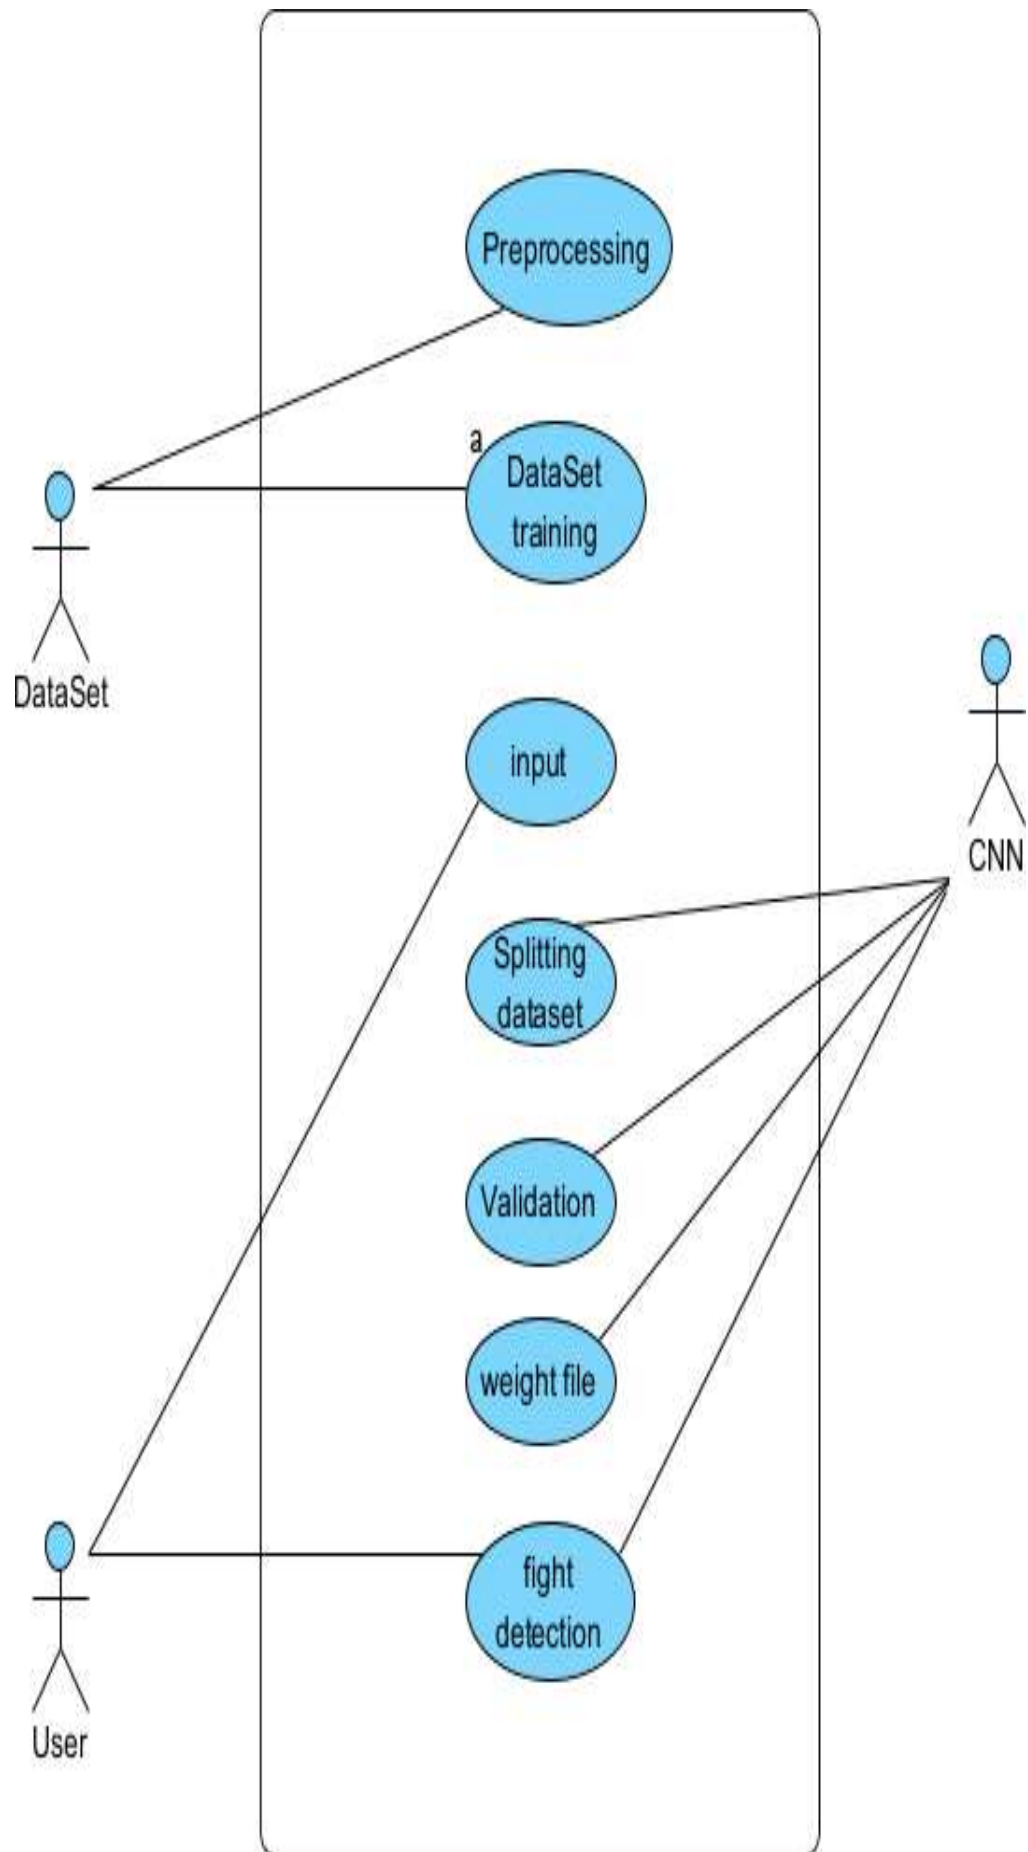 Preprocessing
a
DataSet
training
DataSet
input
CNN
Splitting
dataset
Validation
weight file
fight
detection
User